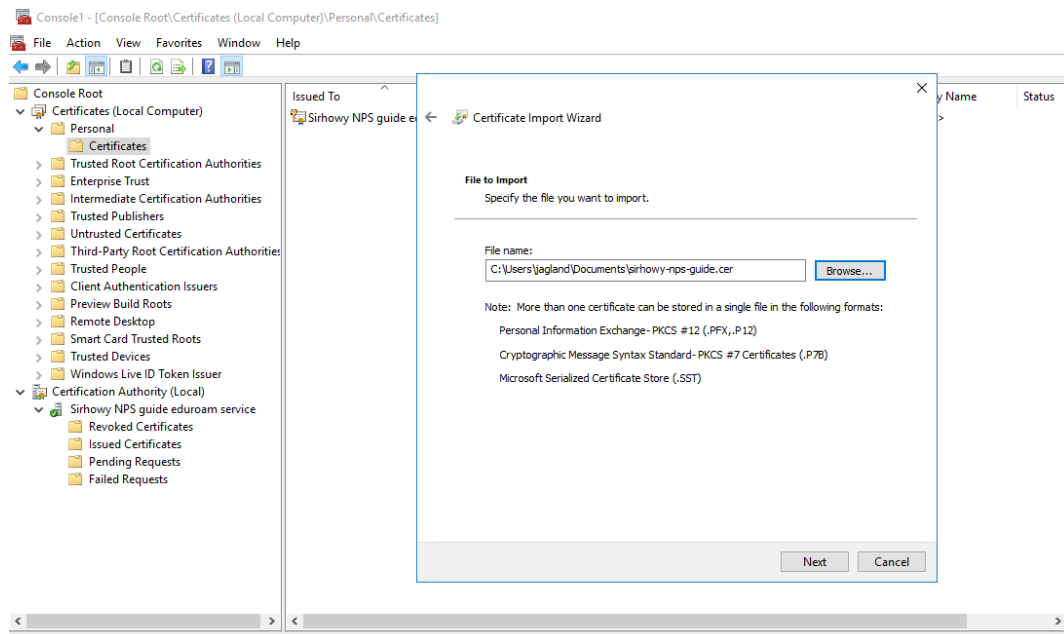 Console1 - [Console Root\Certificates (Local Computer)\Personal\Certificates]
File Action View Favorites Window Help
Console Root
Certificates (Local Computer)
Personal
Certificates
Trusted Root Certification Authorities
Enterprise Trust
Intermediate Certification Authorities
Trusted Publishers
Untrusted Certificates
Third-Party Root Certification Authorities
Trusted People
Client Authentication Issuers
Preview Build Roots
Remote Desktop
Smart Card Trusted Roots
Trusted Devices
Windows Live ID Token Issuer
Certification Authority (Local)
Sirhowy NPS guide eduroam service
Revoked Certificates
Issued Certificates
Pending Requests
Failed Requests
Issued To
Sirhowy NPS guide
Name Status
>
Certificate Import Wizard
File to Import
Specify the file you want to import.
File name:
C:\Users\jagland\Documents\sirhowy-nps-guide.cer
Browse...
Note: More than one certificate can be stored in a single file in the following formats:
Personal Information Exchange- PKCS #12 (.PFX,.P12)
Cryptographic Message Syntax Standard- PKCS #7 Certificates (.P7B)
Microsoft Serialized Certificate Store (.SST)
Next Cancel